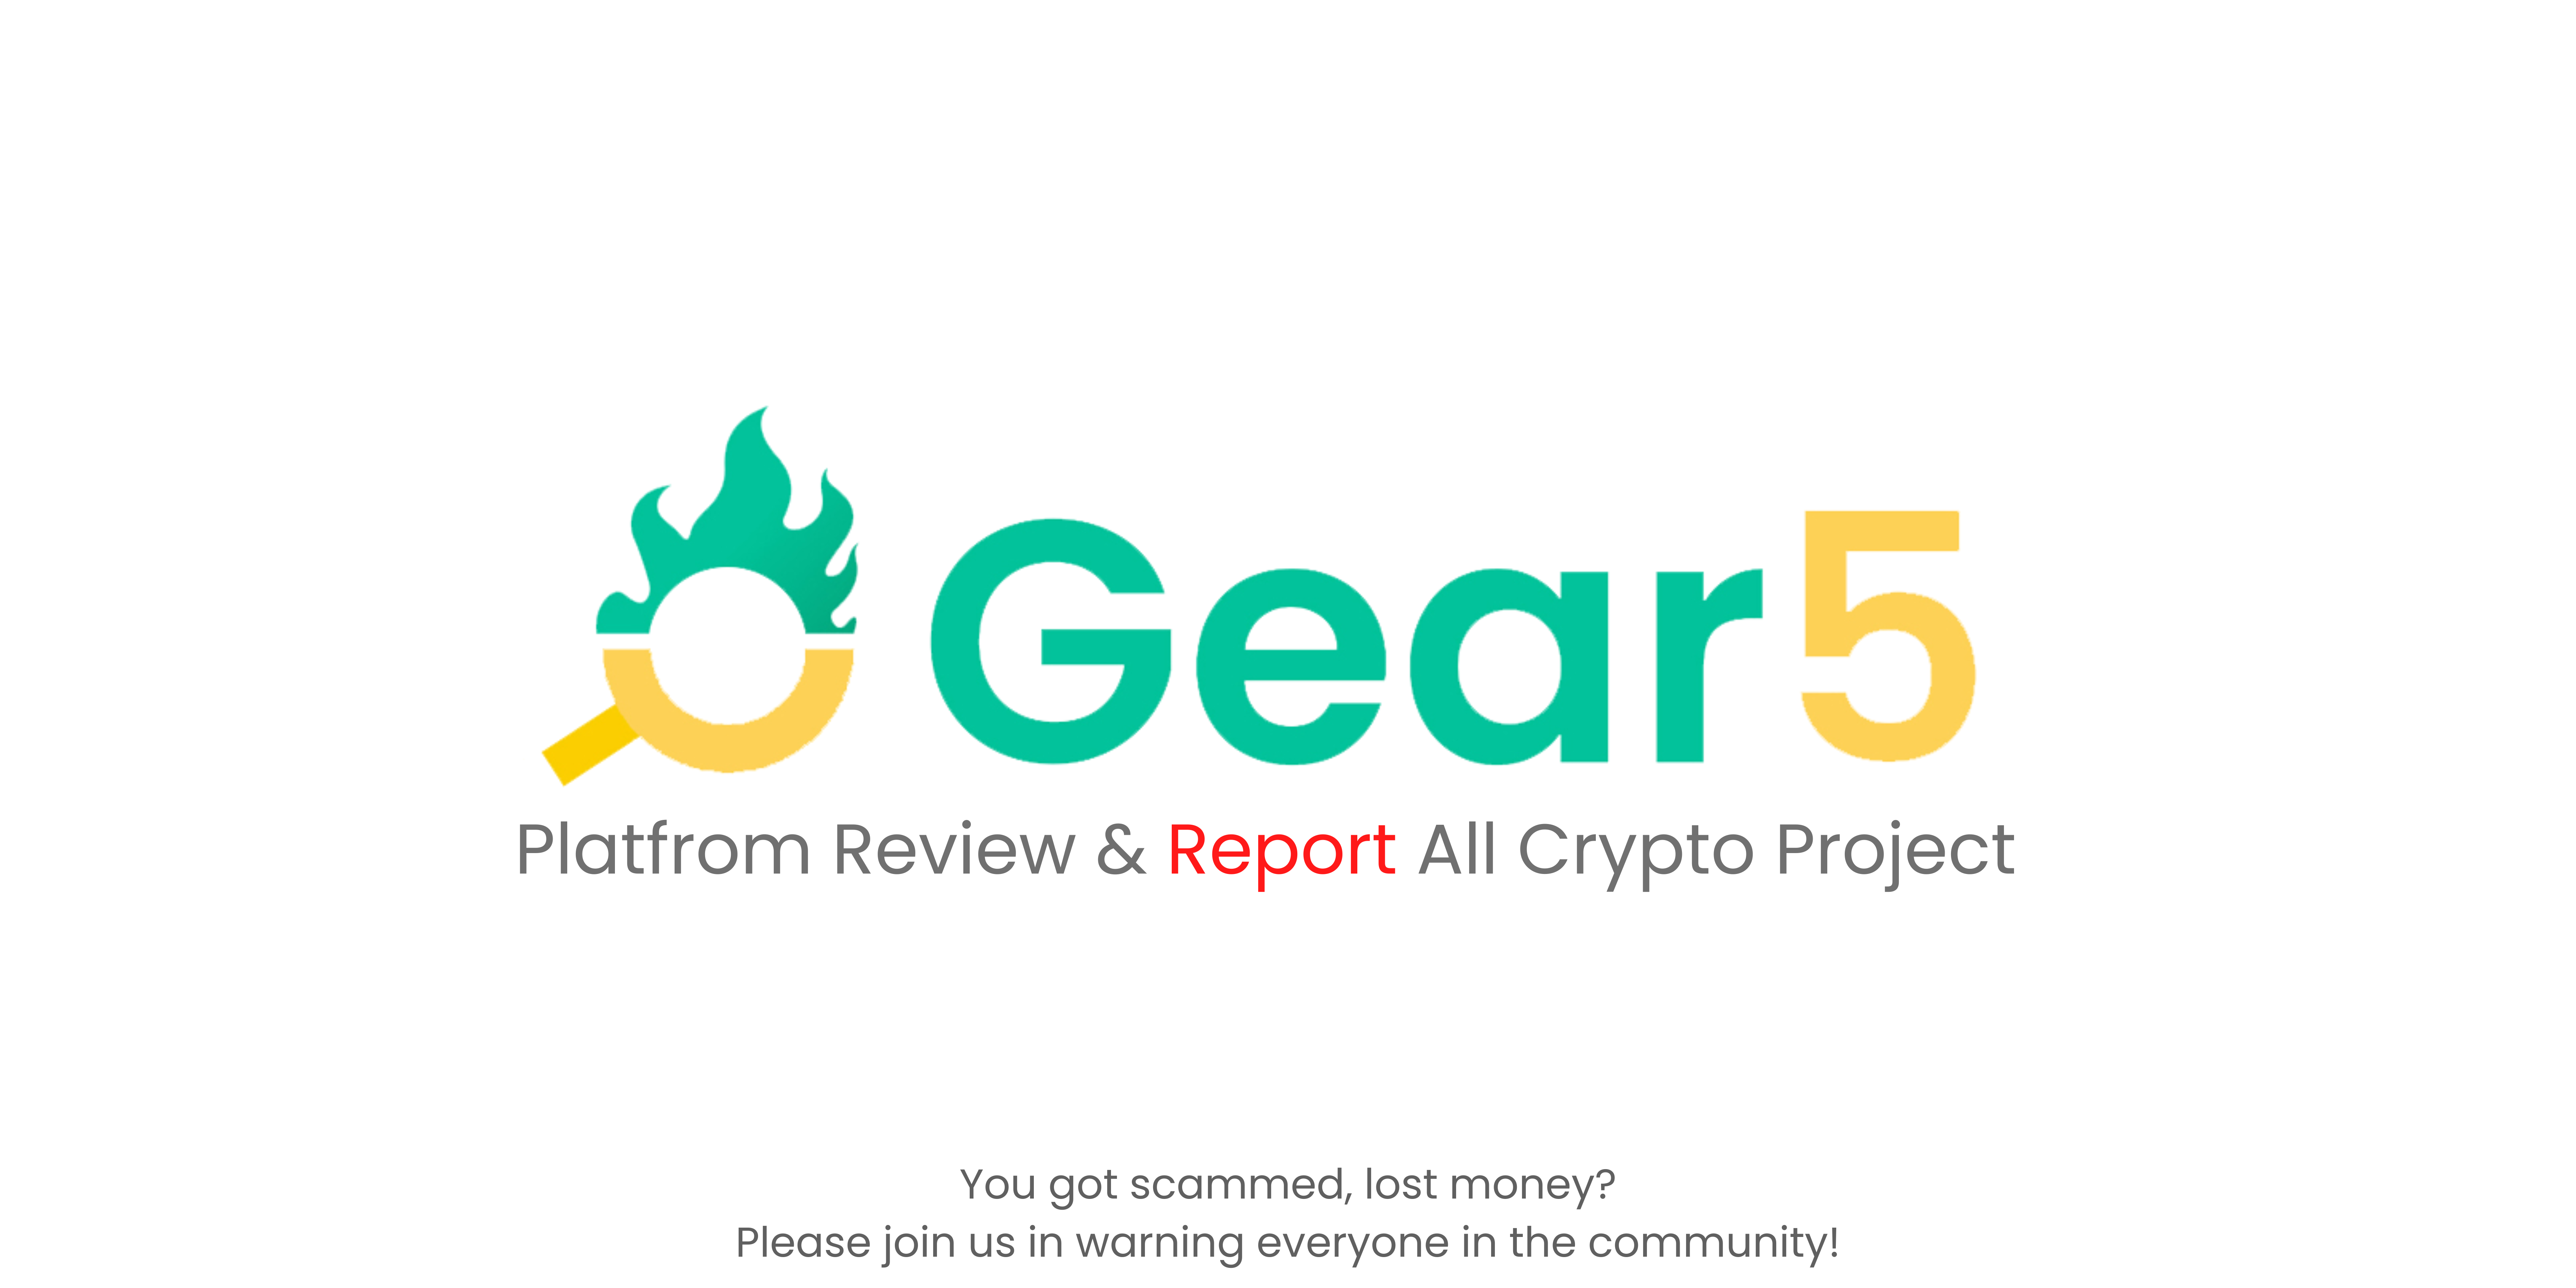 Gear5
Platfrom Review & Report All Crypto Project
You got scammed, lost money?
Please join us in warning everyone in the community!